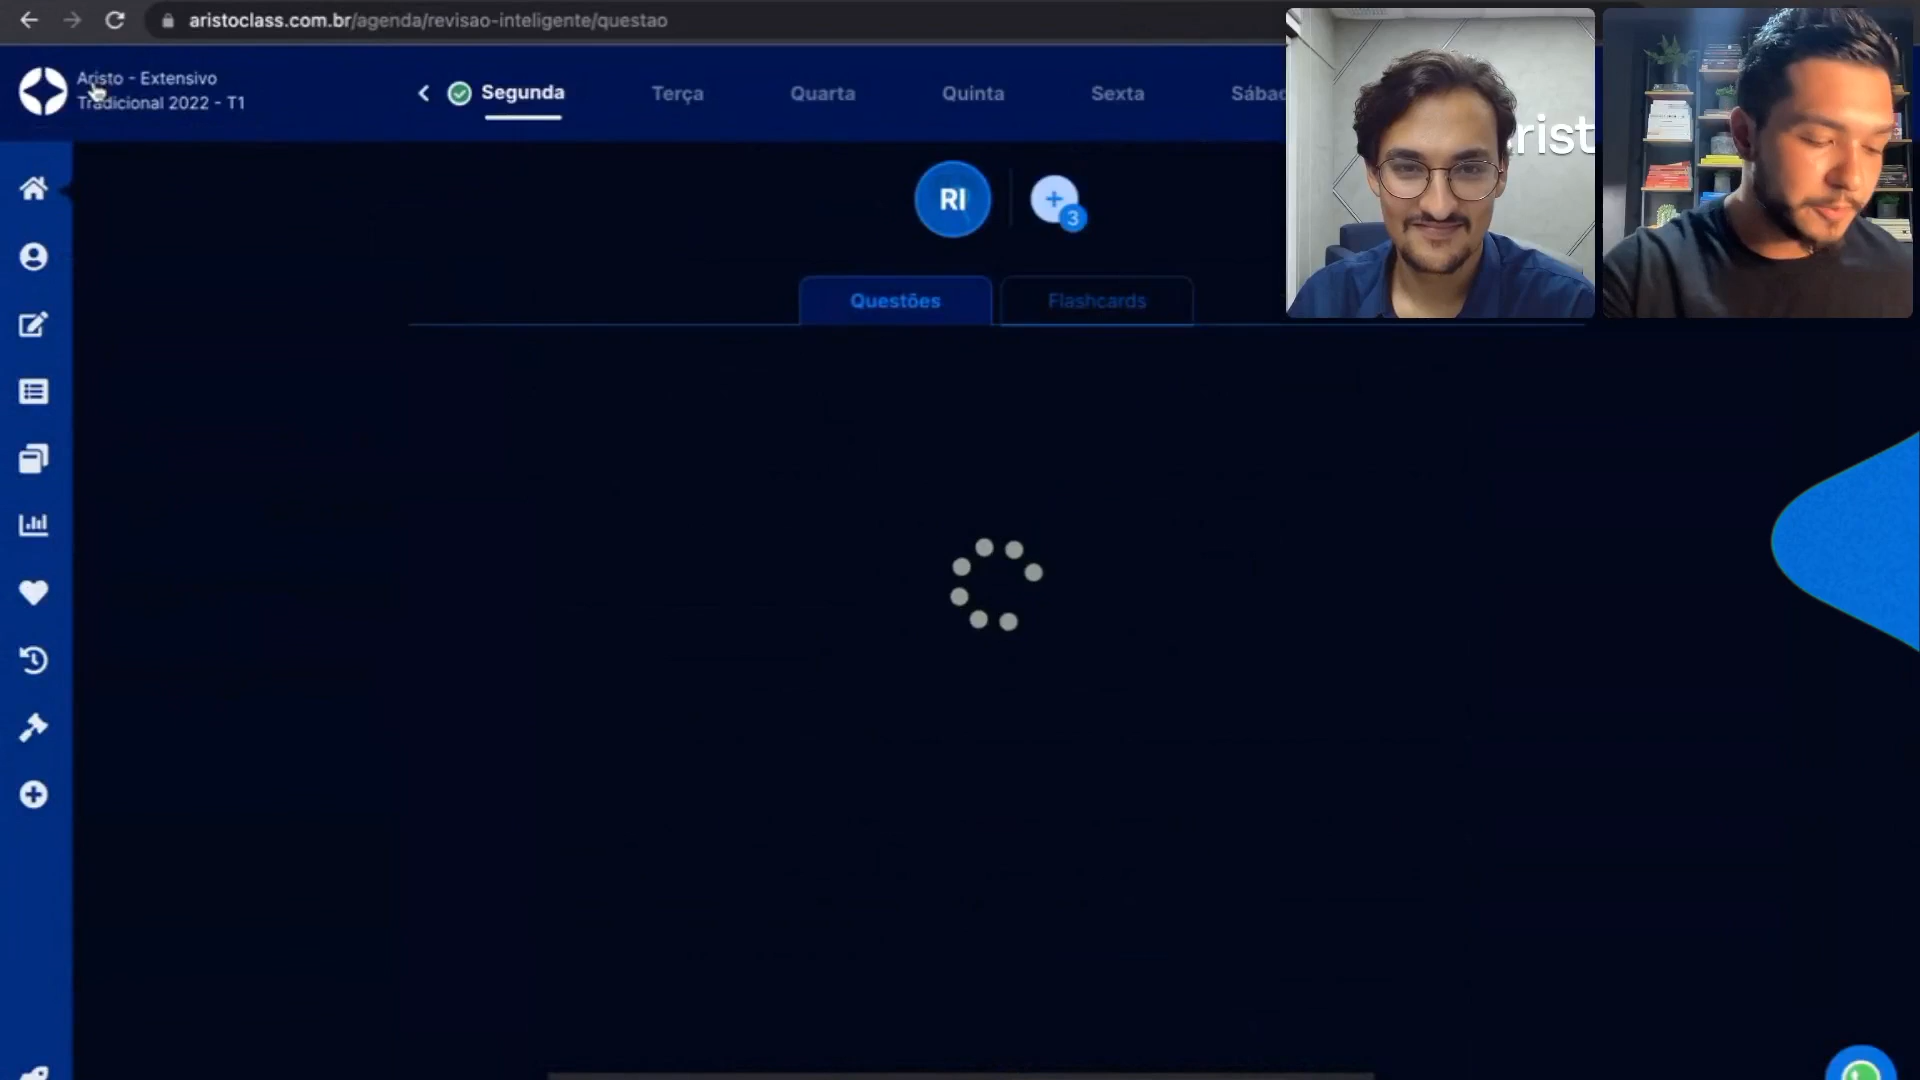 aristoclass.com.br/agenda/revisao-inteligente/questao
Aristo - Extensivo
Tradicional 2022 - T1
Segunda
Terça
Quarta
Quinta
Sexta
Sábad
rist
RI
+
3
Questões
Flashcards